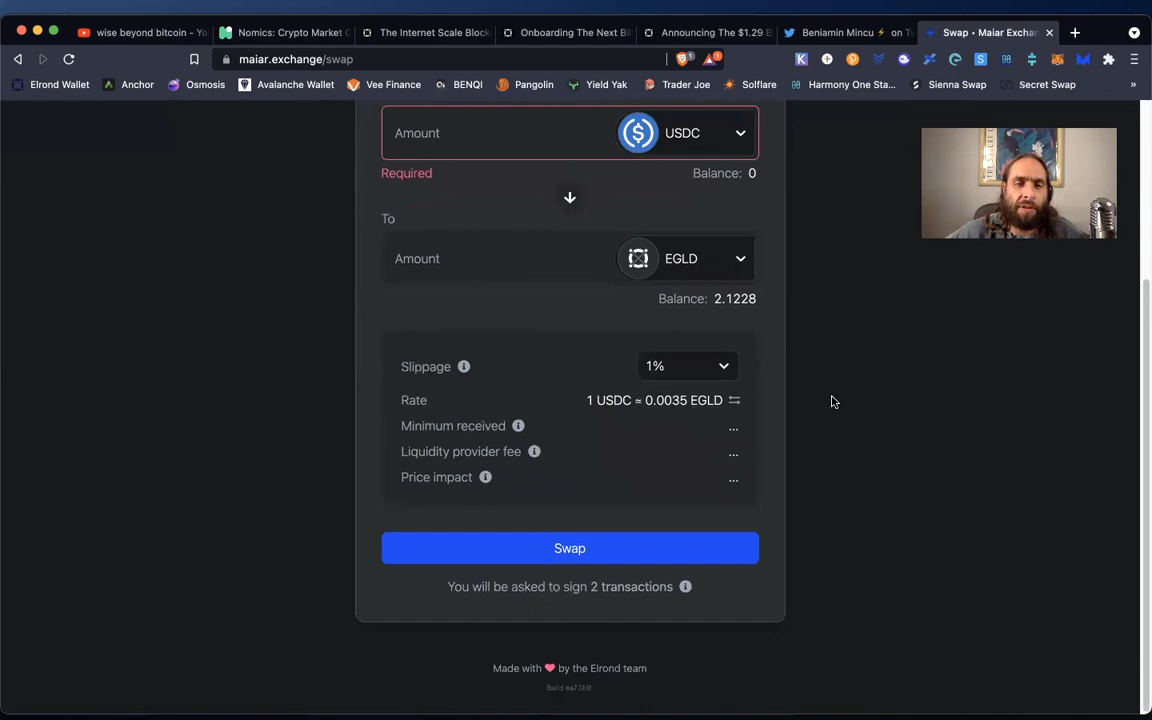 wise beyond bitcoin - Yo
Nomics: Crypto Market C
The Internet Scale Block
Onboarding The Next Bil
Announcing The $1.29 B
Beniamin Mincu ⚡ on Tw
Swap • Maiar Exchan
maiar.exchange/swap
1
Elrond Wallet
Anchor
Osmosis
Avalanche Wallet
Vee Finance
BENQI
Pangolin
Yield Yak
Trader Joe
Solflare
Harmony One Sta...
Sienna Swap
Secret Swap
Amount USDC
Required Balance: 0
To
Amount EGLD
Balance: 2.1228
Slippage 1%
Rate 1 USDC ≈ 0.0035 EGLD
Minimum received ...
Liquidity provider fee ...
Price impact ...
Swap
You will be asked to sign 2 transactions
Made with ❤ by the Elrond team
Build